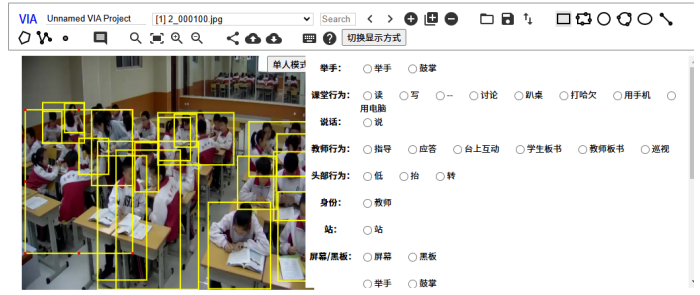 VIA Unnamed VIA Project [1] 2_000100.jpg Search
切换显示方式
单人模式
举手： 举手 鼓掌
课堂行为： 读 写 -- 讨论 趴桌 打哈欠 用手机
用电脑
说话： 说
教师行为： 指导 应答 台上互动 学生板书 教师板书 巡视
头部行为： 低 抬 转
身份： 教师
站： 站
屏幕/黑板： 屏幕 黑板
举手 鼓掌